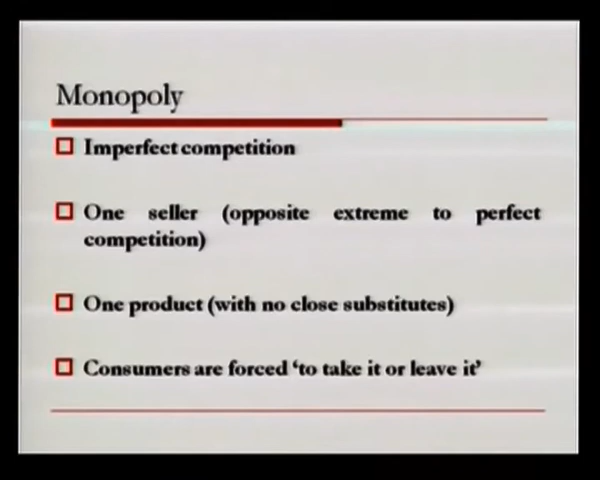 Monopoly
Imperfect competition
One seller (opposite extreme to perfect
competition)
One product (with no close substitutes)
Consumers are forced ‘to take it or leave it’